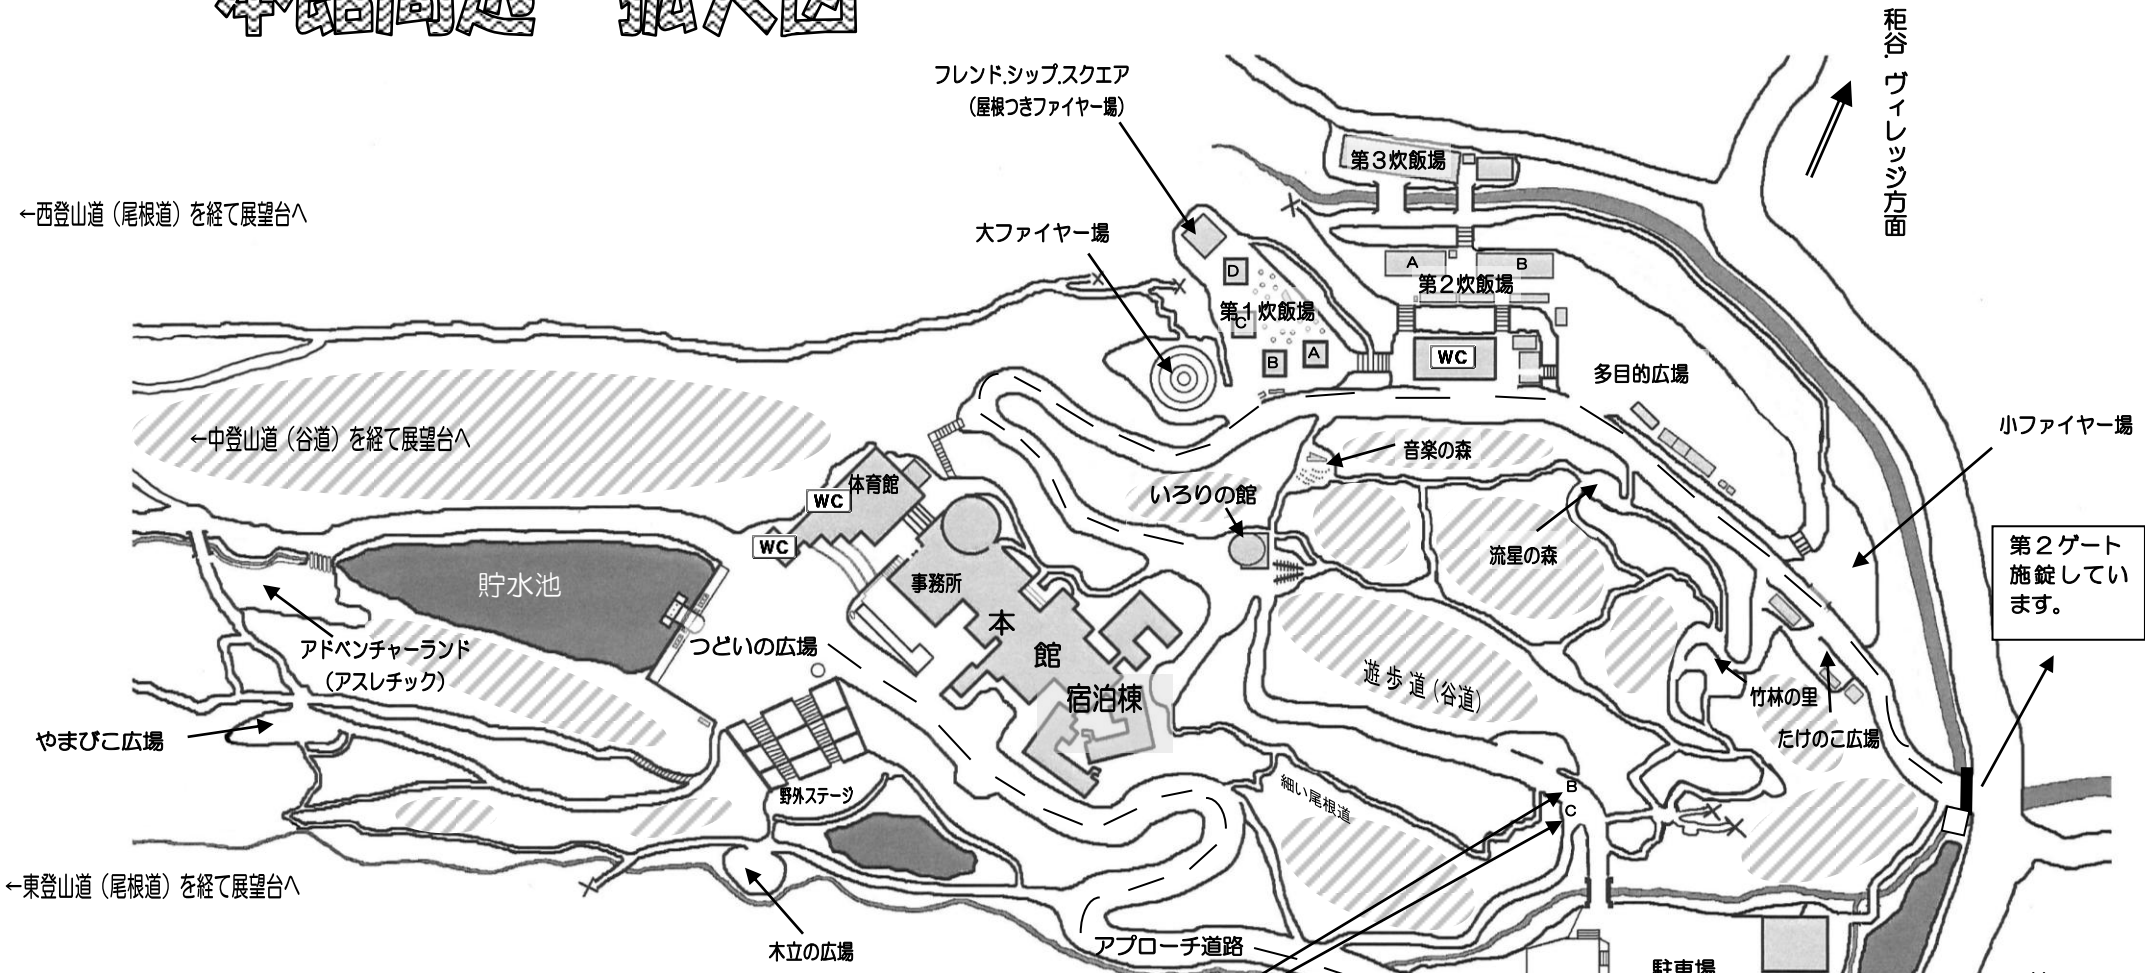 本館周辺　拡大図
秬谷.ヴィレッジ方面
フレンド.シップ.スクエア
（屋根つきファイヤー場）
第３炊飯場
←西登山道（尾根道）を経て展望台へ
大ファイヤー場
D
A
B
第２炊飯場
第１炊飯場
C
B
A
WC
多目的広場
小ファイヤー場
←中登山道（谷道）を経て展望台へ
音楽の森
体育館
WC
いろりの館
WC
流星の森
第２ゲート
施錠してい
ます。
貯水池
事務所
本
館
アドベンチャーランド
（アスレチック）
つどいの広場
宿泊棟
遊歩道（谷道）
竹林の里
やまびこ広場
たけのこ広場
野外ステージ
細い尾根道
B
C
←東登山道（尾根道）を経て展望台へ
木立の広場
アプローチ道路
駐車場